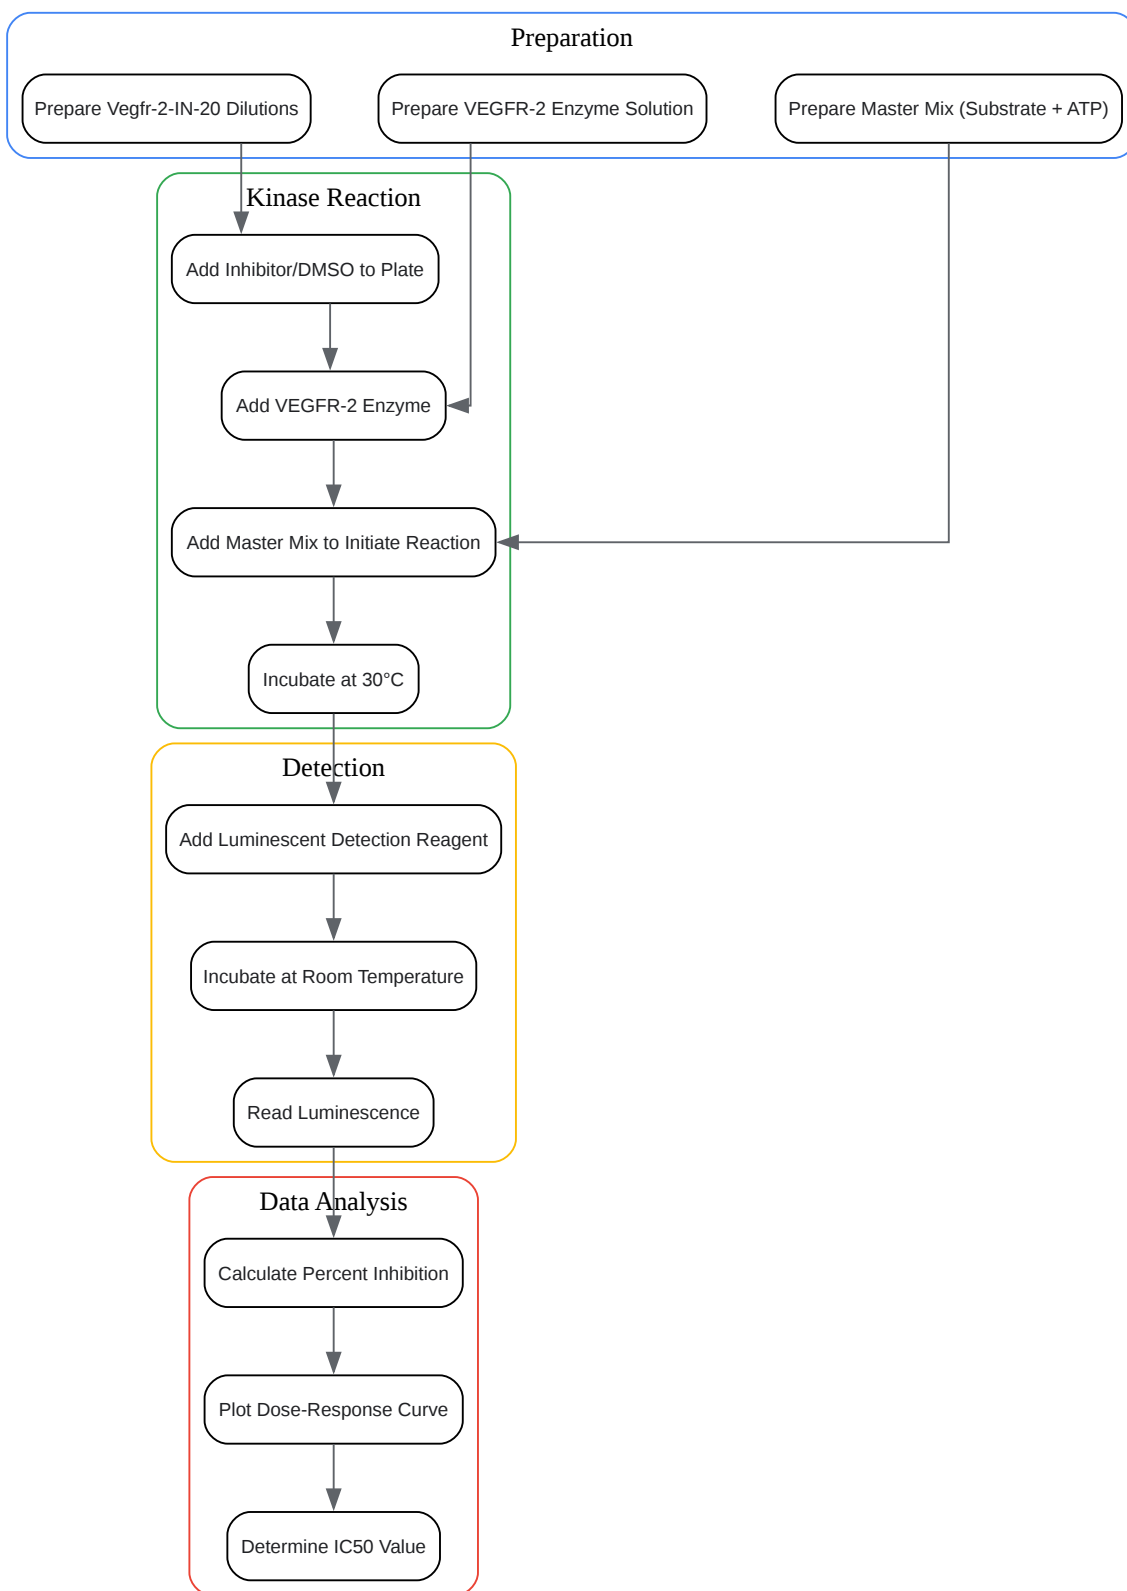 Preparation
Prepare Vegfr-2-IN-20 Dilutions
Prepare VEGFR-2 Enzyme Solution
Prepare Master Mix (Substrate + ATP)
Kinase Reaction
Add Inhibitor/DMSO to Plate
Add VEGFR-2 Enzyme
Add Master Mix to Initiate Reaction
Incubate at 30°C
Detection
Add Luminescent Detection Reagent
Incubate at Room Temperature
Read Luminescence
Data Analysis
Calculate Percent Inhibition
Plot Dose-Response Curve
Determine IC50 Value